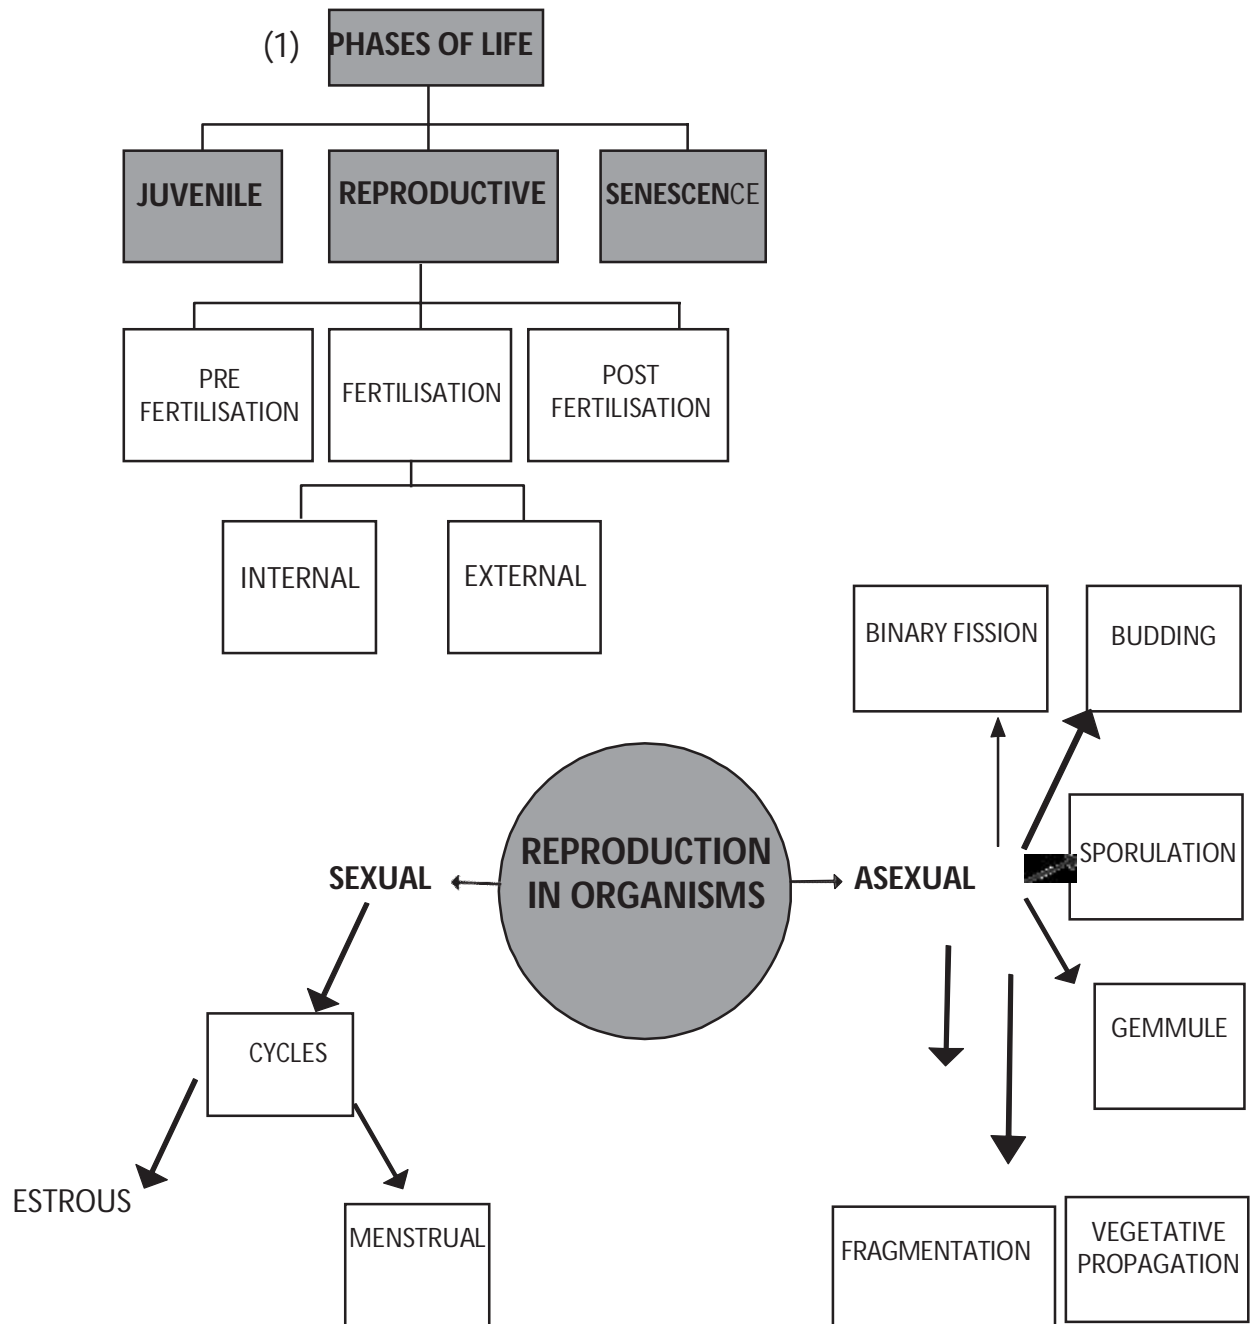 (1) PHASES OF LIFE
JUVENILE
REPRODUCTIVE
SENESCENCE
PRE
FERTILISATION
FERTILISATION
POST
FERTILISATION
INTERNAL
EXTERNAL
BINARY FISSION
BUDDING
REPRODUCTION
IN ORGANISMS
SEXUAL
ASEXUAL
SPORULATION
GEMMULE
CYCLES
ESTROUS
MENSTRUAL
FRAGMENTATION
VEGETATIVE
PROPAGATION